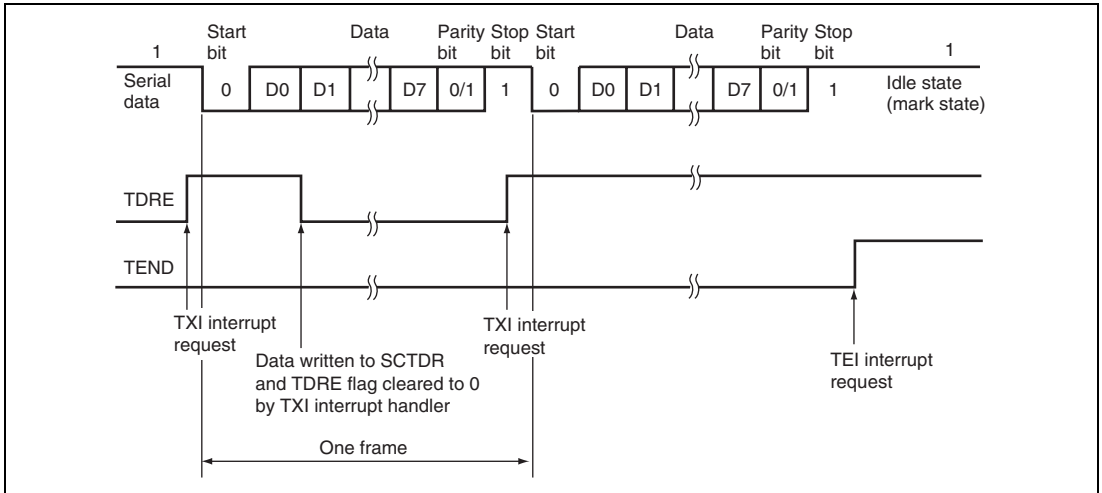 Start bit
Data
Parity bit
Stop bit
Start bit
Data
Parity bit
Stop bit
1
1
Serial data
0
D0
D1
D7
0/1
1
0
D0
D1
D7
0/1
1
Idle state
(mark state)
TDRE
TEND
TXI interrupt
request
Data written to SCTDR
and TDRE flag cleared to 0
by TXI interrupt handler
TXI interrupt
request
TEI interrupt
request
One frame